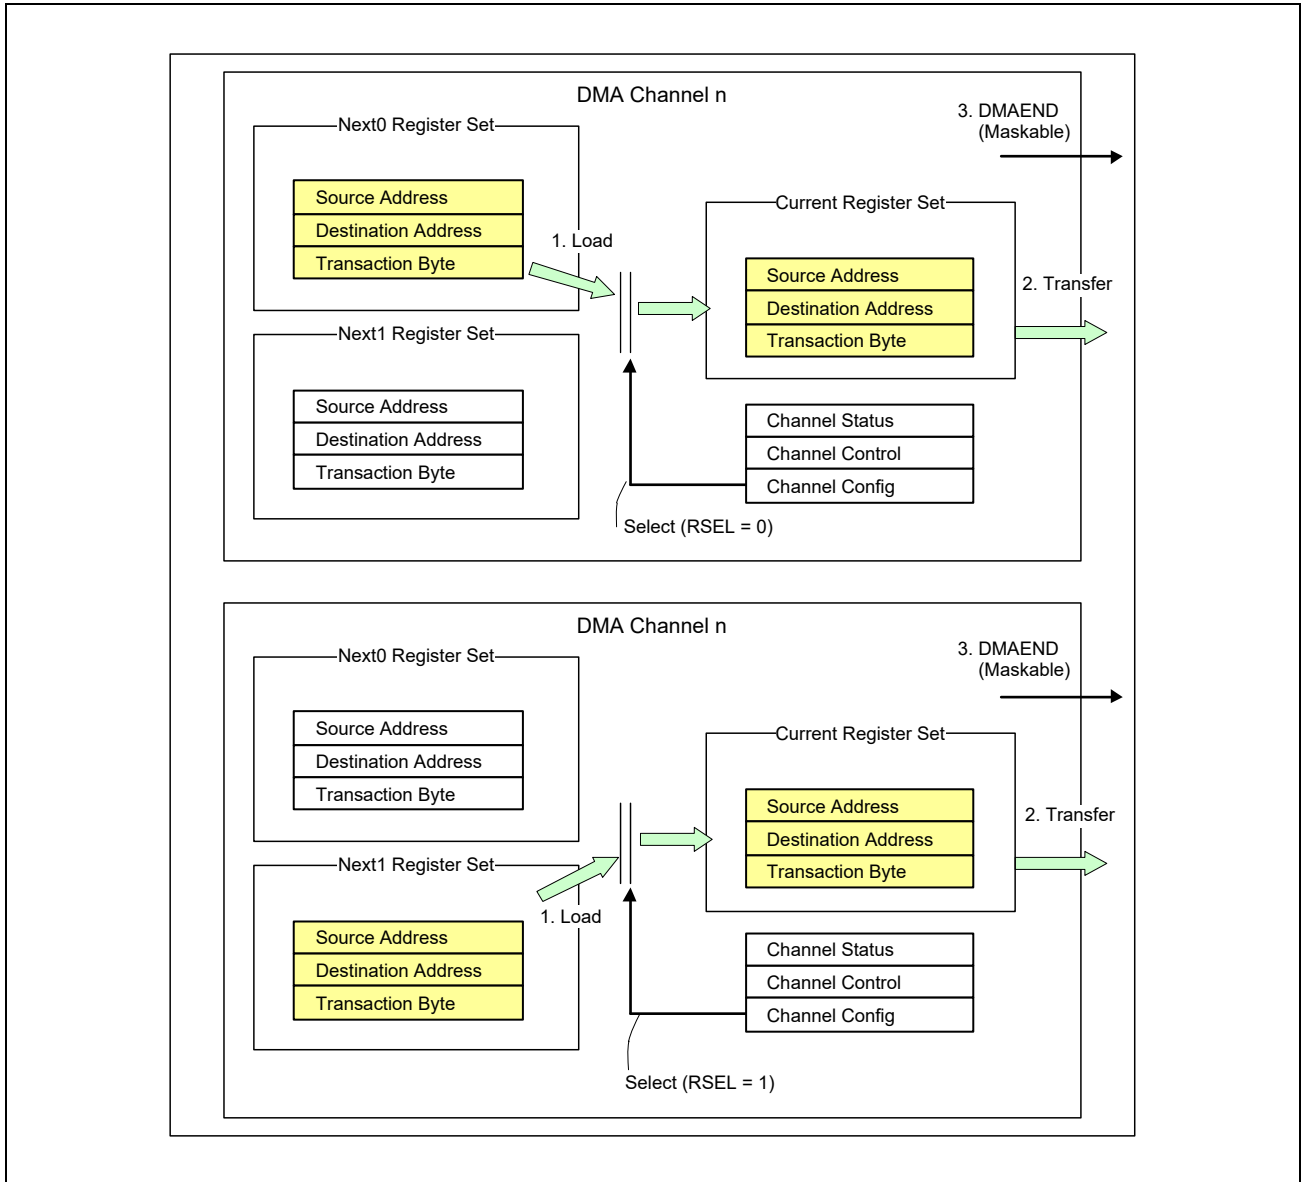 DMA Channel n
3. DMAEND
(Maskable)
Next0 Register Set
Source Address
Destination Address
Transaction Byte
1. Load
Current Register Set
Source Address
Destination Address
Transaction Byte
2. Transfer
Next1 Register Set
Source Address
Destination Address
Transaction Byte
Channel Status
Channel Control
Channel Config
Select (RSEL = 0)
DMA Channel n
3. DMAEND
(Maskable)
Next0 Register Set
Source Address
Destination Address
Transaction Byte
Current Register Set
Source Address
Destination Address
Transaction Byte
2. Transfer
Next1 Register Set
1. Load
Source Address
Destination Address
Transaction Byte
Channel Status
Channel Control
Channel Config
Select (RSEL = 1)